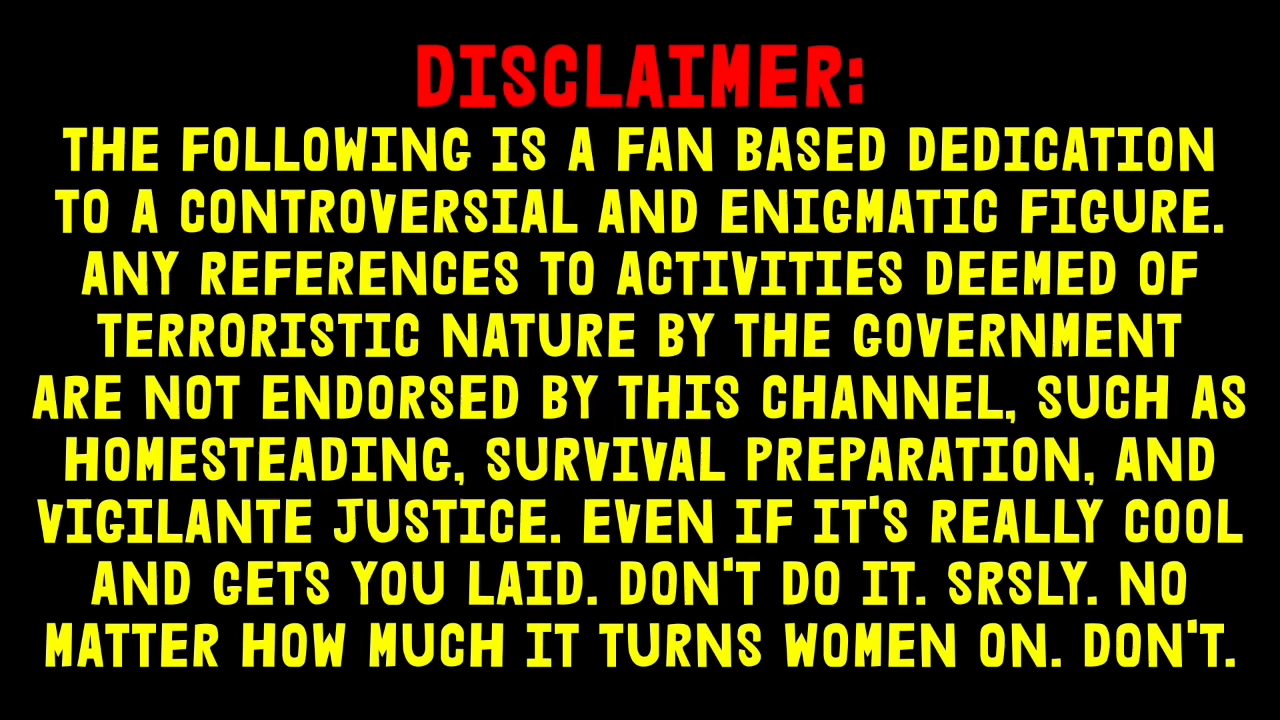 DISCLAIMER:
THE FOLLOWING IS A FAN BASED DEDICATION
TO A CONTROVERSIAL AND ENIGMATIC FIGURE.
ANY REFERENCES TO ACTIVITIES DEEMED OF
TERRORISTIC NATURE BY THE GOVERNMENT
ARE NOT ENDORSED BY THIS CHANNEL, SUCH AS
HOMESTEADING, SURVIVAL PREPARATION, AND
VIGILANTE JUSTICE. EVEN IF IT'S REALLY COOL
AND GETS YOU LAID. DON'T DO IT. SRSLY. NO
MATTER HOW MUCH IT TURNS WOMEN ON. DON'T.